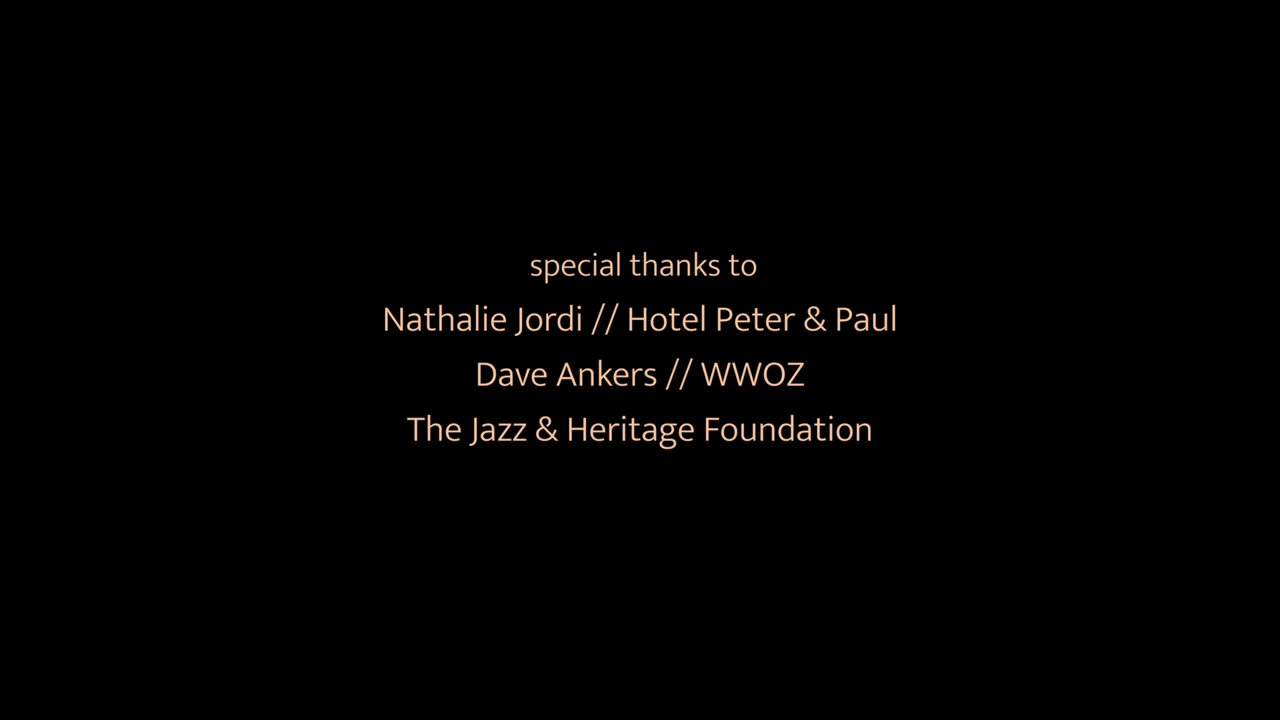 special thanks to
Nathalie Jordi // Hotel Peter & Paul
Dave Ankers // WWOZ
The Jazz & Heritage Foundation